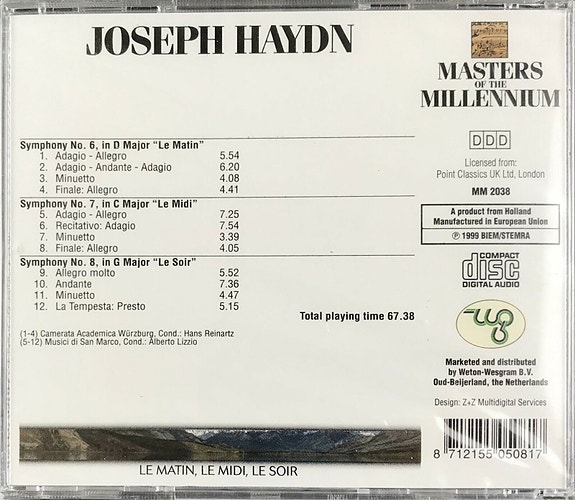 JOSEPH HAYDN
Symphony No. 6, in D Major "Le Matin"
1. Adagio - Allegro 5.54
2. Adagio - Andante - Adagio 6.20
3. Minuetto 4.08
4. Finale: Allegro 4.41
Symphony No. 7, in C Major "Le Midi"
5. Adagio - Allegro 7.25
6. Recitativo: Adagio 7.54
7. Minuetto 3.39
8. Finale: Allegro 4.05
Symphony No. 8, in G Major "Le Soir"
9. Allegro molto 5.52
10. Andante 7.36
11. Minuetto 4.47
12. La Tempesta: Presto 5.15
Total playing time 67.38
(1-4) Camerata Academica Würzburg, Cond.: Hans Reinartz
(5-12) Musici di San Marco, Cond.: Alberto Lizzio
LE MATIN, LE MIDI, LE SOIR
MASTERS
OF THE
MILLENNIUM
DDD
Licensed from:
Point Classics UK Ltd, London
MM 2038
A product from Holland
Manufactured in European Union
℗ 1999 BIEM/STEMRA
COMPACT
disc
DIGITAL AUDIO
Marketed and distributed
by Weton-Wesgram B.V.
Oud-Beijerland, the Netherlands
Design: Z+Z Multidigital Services
8 712155 050817